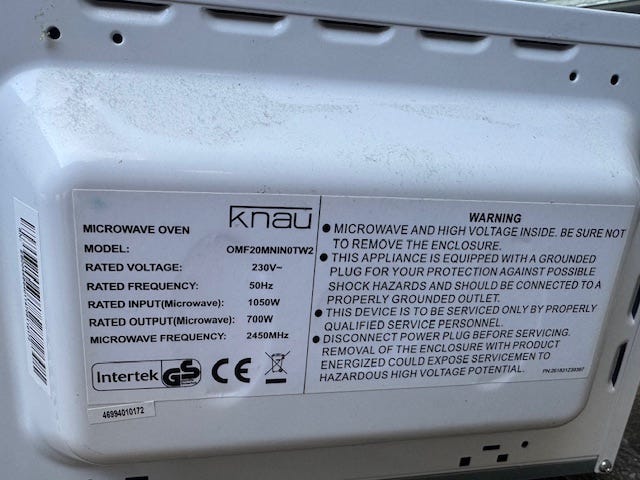 knau
MICROWAVE OVEN
MODEL: OMF20MNIN0TW2
RATED VOLTAGE: 230V~
RATED FREQUENCY: 50Hz
RATED INPUT(Microwave): 1050W
RATED OUTPUT(Microwave): 700W
MICROWAVE FREQUENCY: 2450MHz
Intertek GS CE
46994010172
WARNING
● MICROWAVE AND HIGH VOLTAGE INSIDE. BE SURE NOT
TO REMOVE THE ENCLOSURE.
● THIS APPLIANCE IS EQUIPPED WITH A GROUNDED
PLUG FOR YOUR PROTECTION AGAINST POSSIBLE
SHOCK HAZARDS AND SHOULD BE CONNECTED TO A
PROPERLY GROUNDED OUTLET.
● THIS DEVICE IS TO BE SERVICED ONLY BY PROPERLY
QUALIFIED SERVICE PERSONNEL.
● DISCONNECT POWER PLUG BEFORE SERVICING.
REMOVAL OF THE ENCLOSURE WITH PRODUCT
ENERGIZED COULD EXPOSE SERVICEMEN TO
HAZARDOUS HIGH VOLTAGE POTENTIAL.